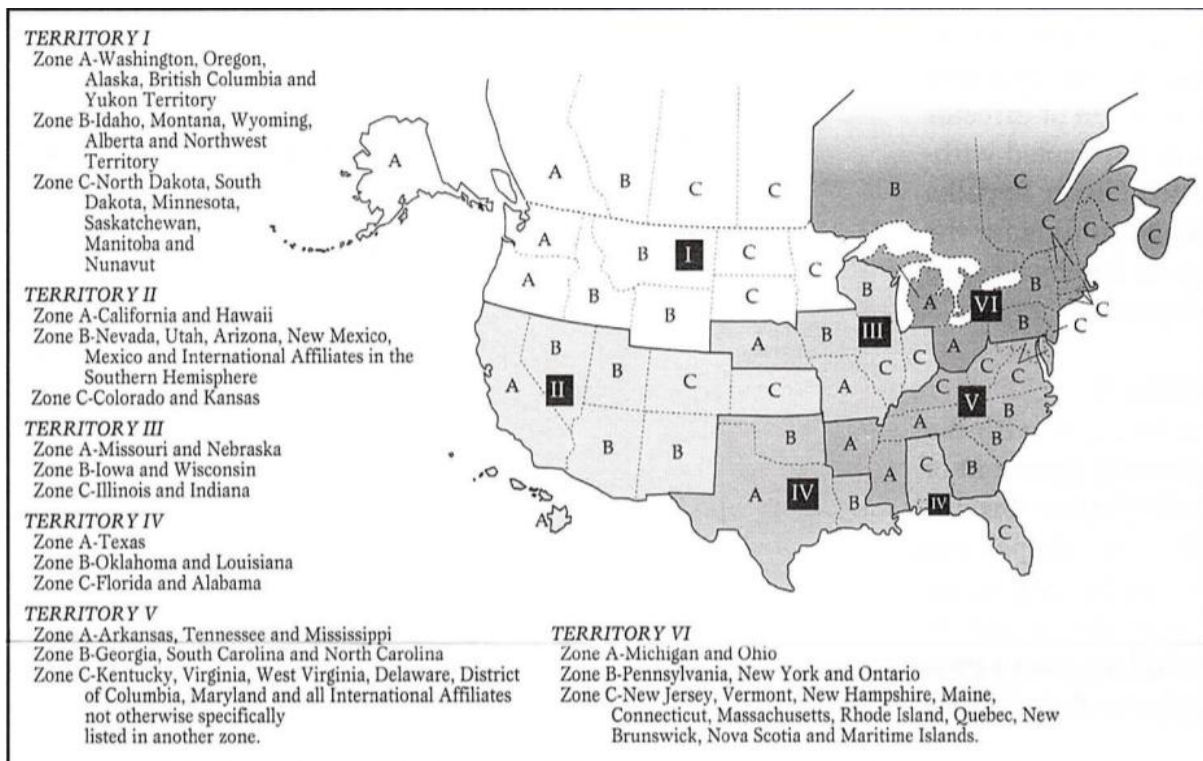 TERRITORY I
Zone A-Washington, Oregon,
Alaska, British Columbia and
Yukon Territory
Zone B-Idaho, Montana, Wyoming,
Alberta and Northwest
Territory
Zone C-North Dakota, South
Dakota, Minnesota,
Saskatchewan,
Manitoba and
Nunavut
TERRITORY II
Zone A-California and Hawaii
Zone B-Nevada, Utah, Arizona, New Mexico,
Mexico and International Affiliates in the
Southern Hemisphere
Zone C-Colorado and Kansas
TERRITORY III
Zone A-Missouri and Nebraska
Zone B-Iowa and Wisconsin
Zone C-Illinois and Indiana
TERRITORY IV
Zone A-Texas
Zone B-Oklahoma and Louisiana
Zone C-Florida and Alabama
TERRITORY V
Zone A-Arkansas, Tennessee and Mississippi
Zone B-Georgia, South Carolina and North Carolina
Zone C-Kentucky, Virginia, West Virginia, Delaware, District
of Columbia, Maryland and all International Affiliates
not otherwise specifically
listed in another zone.
TERRITORY VI
Zone A-Michigan and Ohio
Zone B-Pennsylvania, New York and Ontario
Zone C-New Jersey, Vermont, New Hampshire, Maine,
Connecticut, Massachusetts, Rhode Island, Quebec, New
Brunswick, Nova Scotia and Maritime Islands.
A
A B C C B C C
C C
A B I C
C B
A B C A VI B
B III B C
A B A
B C C C
A II B C C A C C
V
A B
B B B A B
A IV B A C B
IV
A C